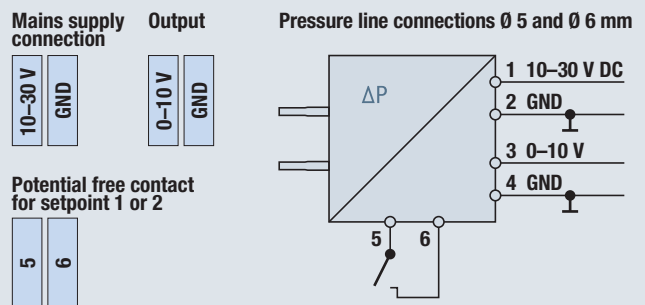 Mains supply
connection
Output
10–30 V
GND
0–10 V
GND
Potential free contact
for setpoint 1 or 2
5
6
Pressure line connections Ø 5 and Ø 6 mm
ΔP
1 10–30 V DC
2 GND
3 0–10 V
4 GND
5
6